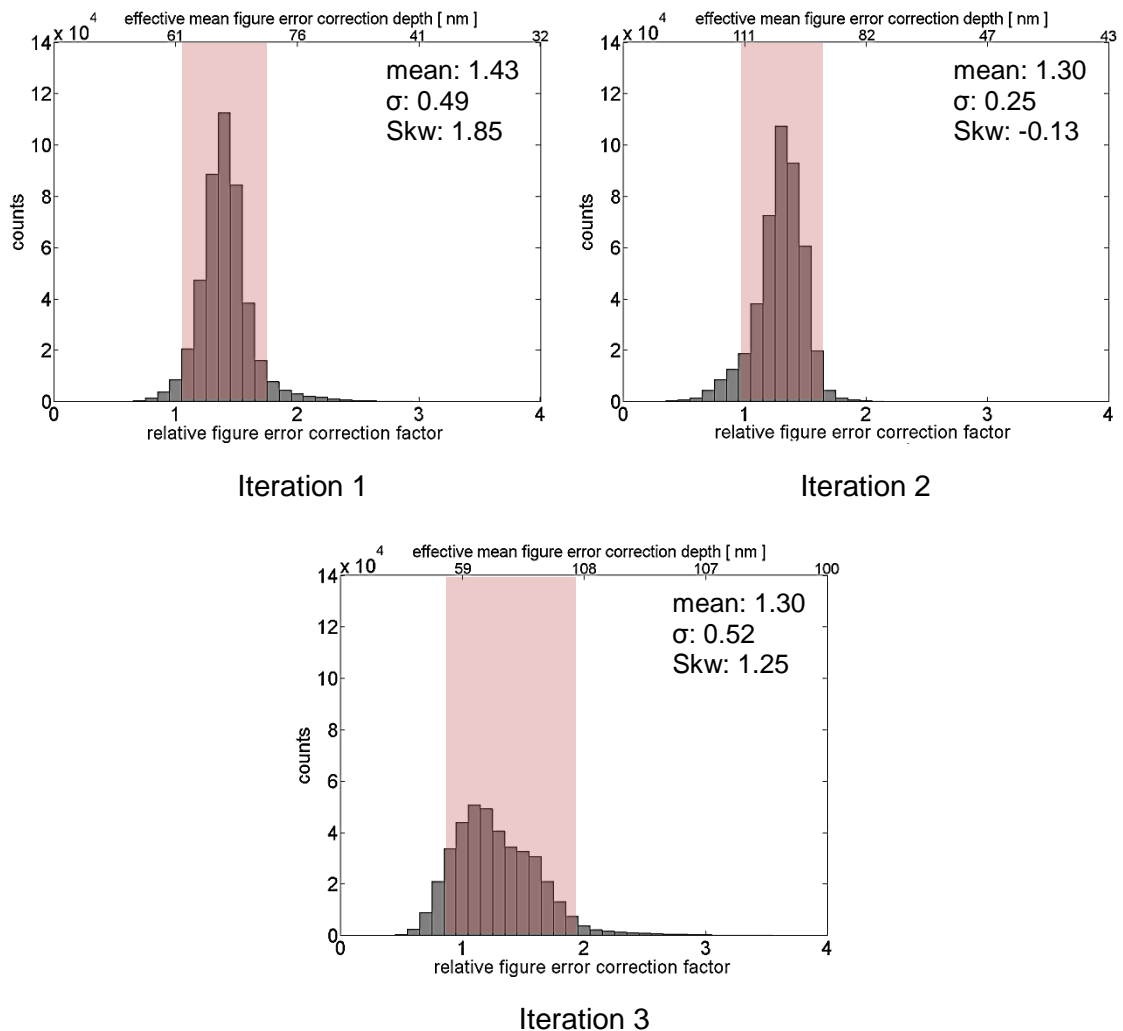 effective mean figure error correction depth [ nm ]
x 10^4 61 76 41 32
14
12
10
8
6
4
2
0
counts
mean: 1.43
σ: 0.49
Skw: 1.85
0 1 2 3 4
relative figure error correction factor
Iteration 1
effective mean figure error correction depth [ nm ]
x 10^4 111 82 47 43
14
12
10
8
6
4
2
0
counts
mean: 1.30
σ: 0.25
Skw: -0.13
0 1 2 3 4
relative figure error correction factor
Iteration 2
effective mean figure error correction depth [ nm ]
x 10^4 59 108 107 100
14
12
10
8
6
4
2
0
counts
mean: 1.30
σ: 0.52
Skw: 1.25
0 1 2 3 4
relative figure error correction factor
Iteration 3